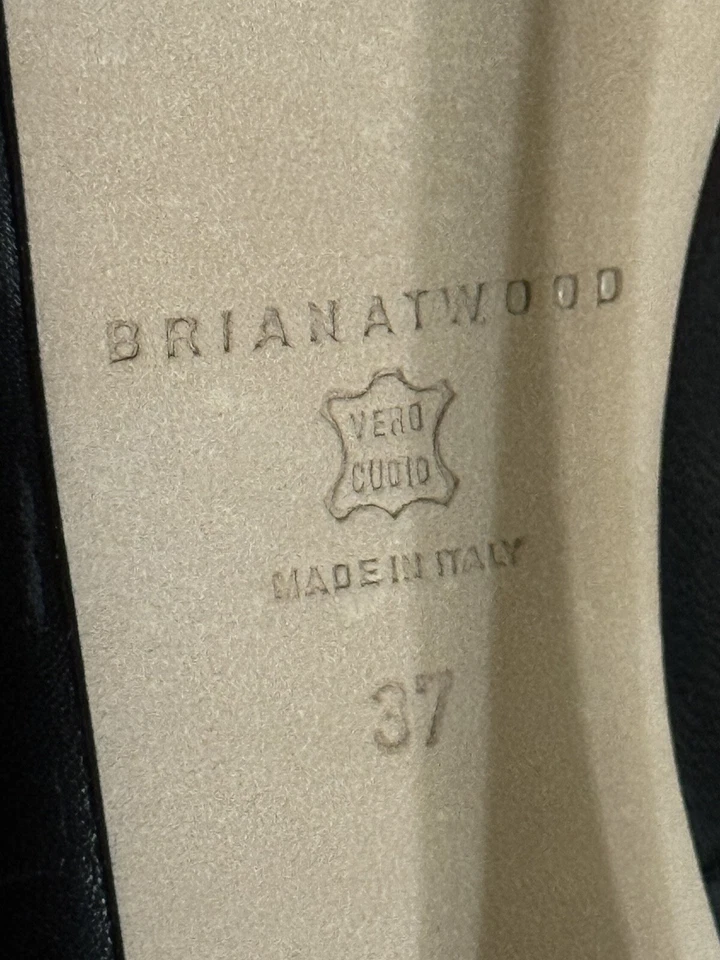 BRIANATWOOD
VERO
CUOIO
MADE IN ITALY
37